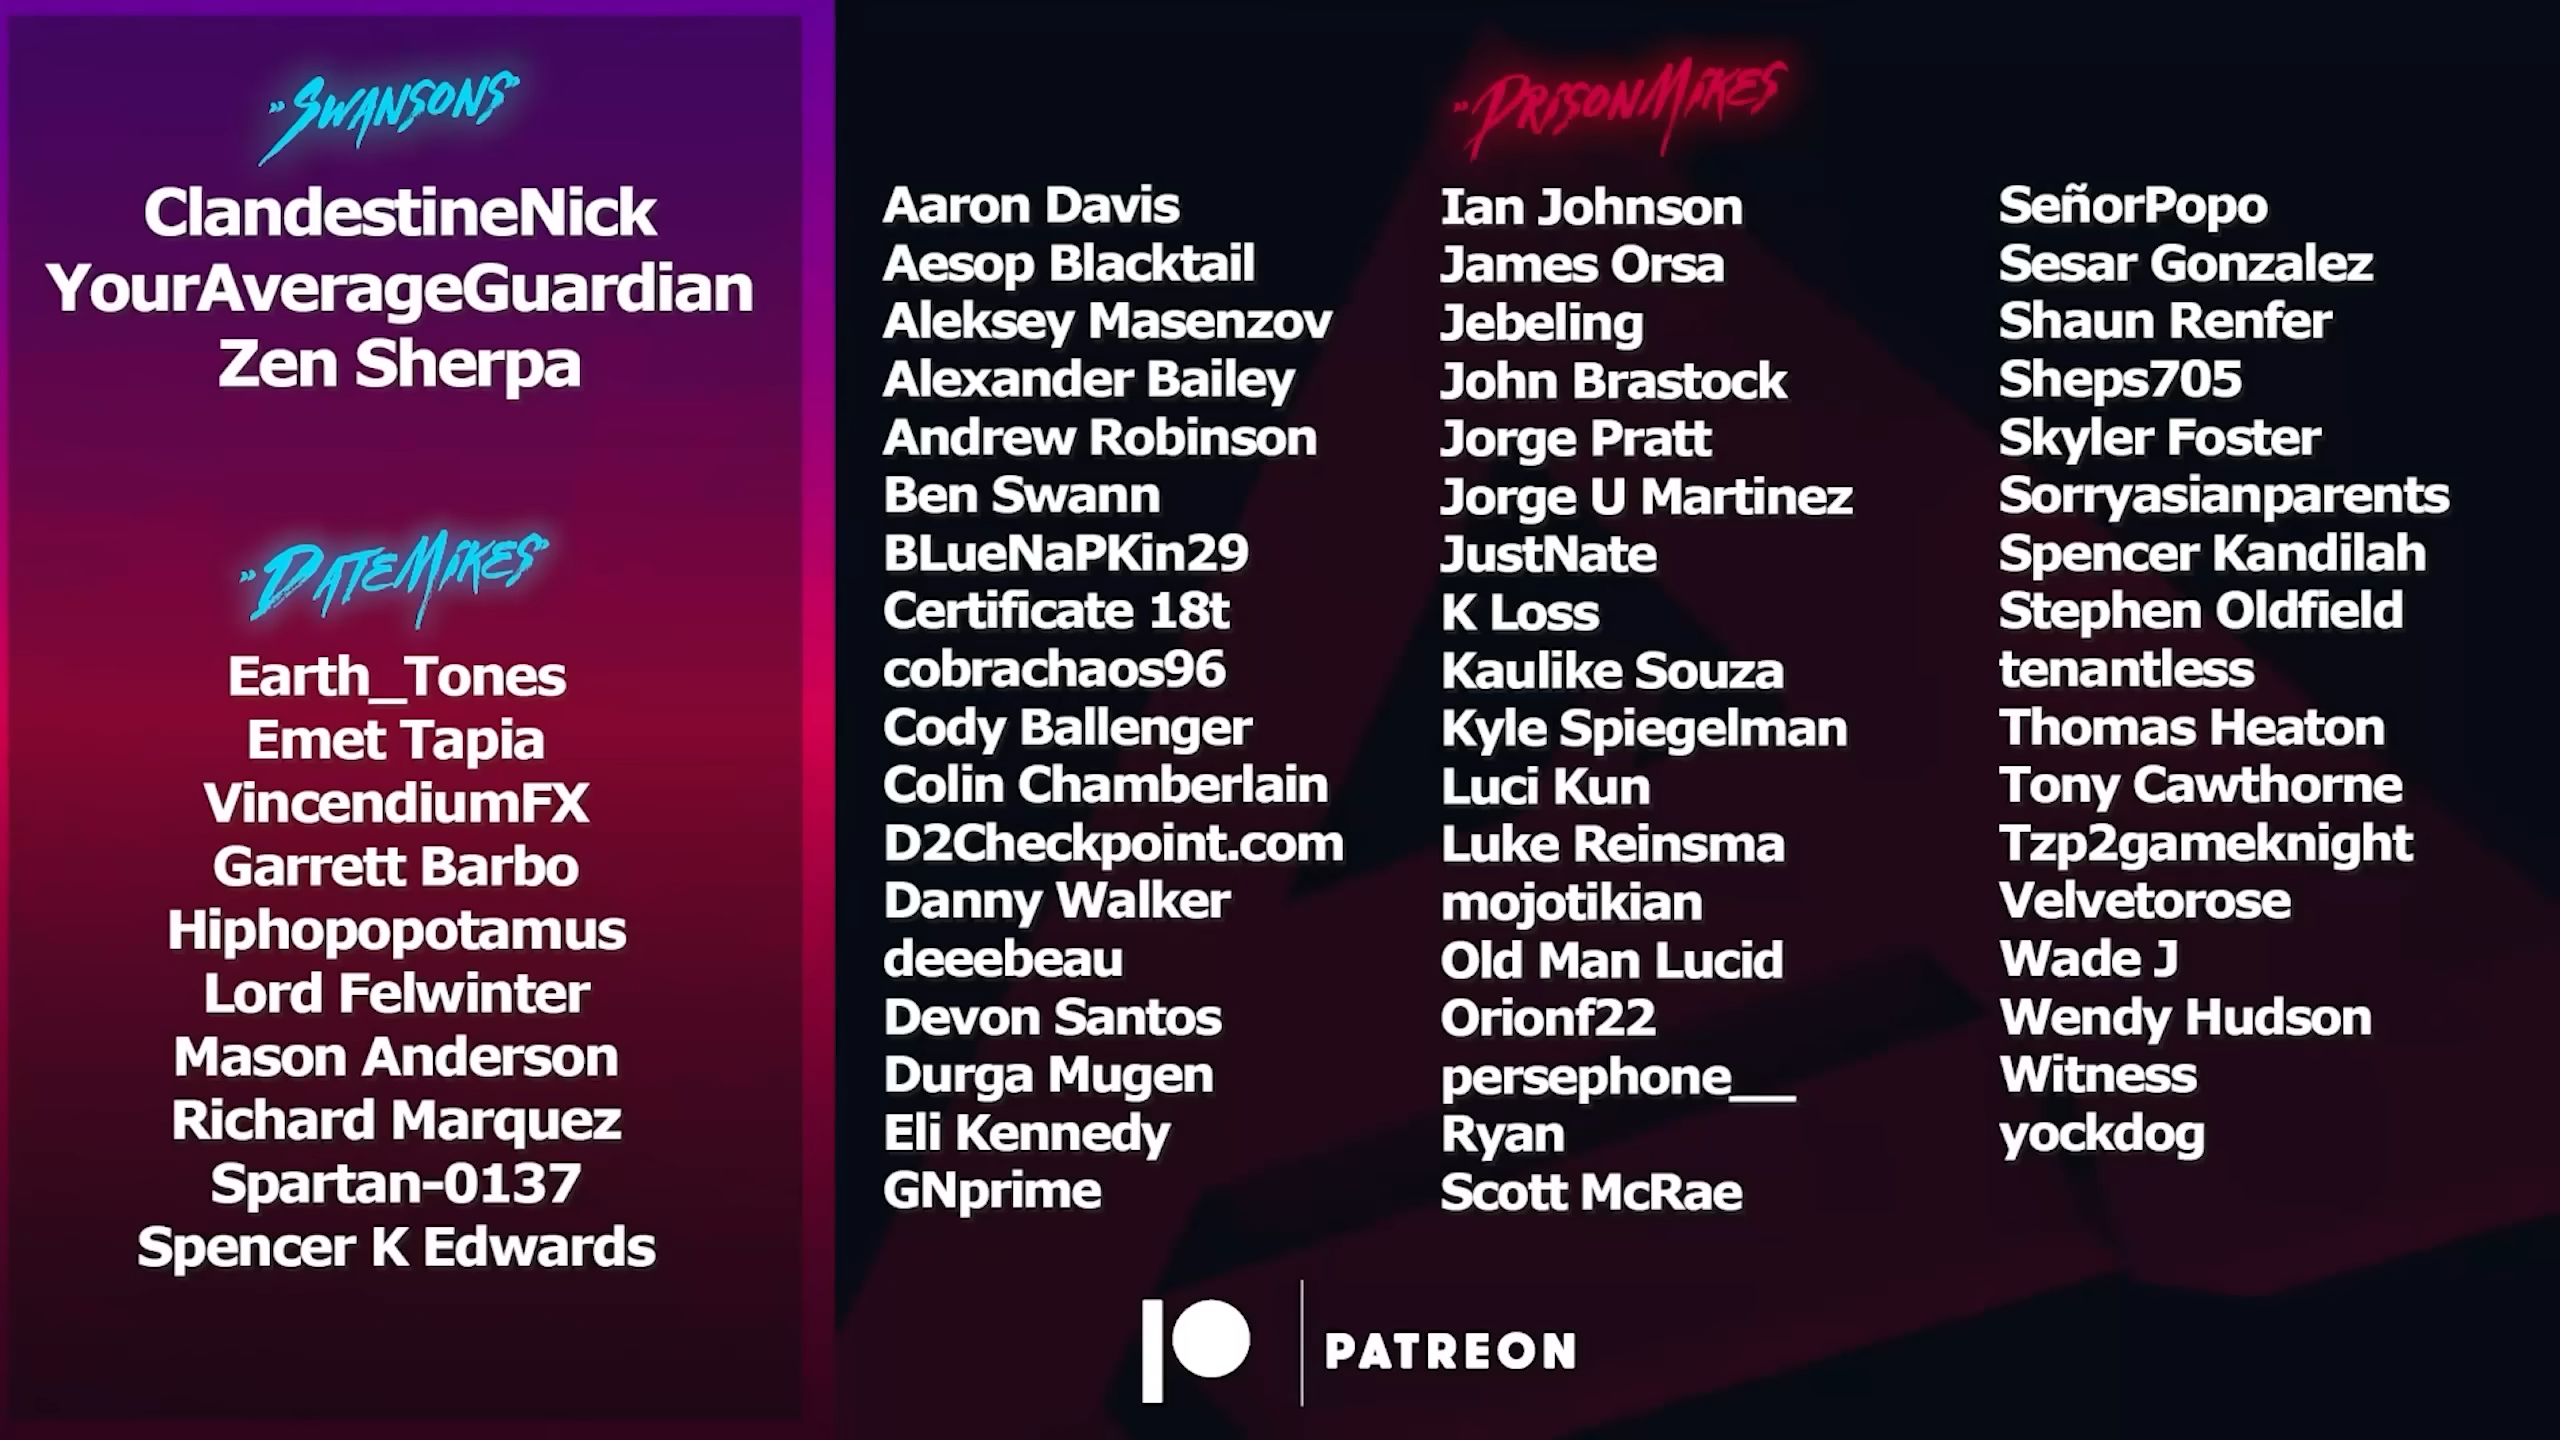 "Swansons"
ClandestineNick
YourAverageGuardian
Zen Sherpa
"DateMikes"
Earth_Tones
Emet Tapia
VincendiumFX
Garrett Barbo
Hiphopopotamus
Lord Felwinter
Mason Anderson
Richard Marquez
Spartan-0137
Spencer K Edwards
"PrisonMikes
Aaron Davis
Aesop Blacktail
Aleksey Masenzov
Alexander Bailey
Andrew Robinson
Ben Swann
BLueNaPKin29
Certificate 18t
cobrachaos96
Cody Ballenger
Colin Chamberlain
D2Checkpoint.com
Danny Walker
deeebeau
Devon Santos
Durga Mugen
Eli Kennedy
GNprime
Ian Johnson
James Orsa
Jebeling
John Brastock
Jorge Pratt
Jorge U Martinez
JustNate
K Loss
Kaulike Souza
Kyle Spiegelman
Luci Kun
Luke Reinsma
mojotikian
Old Man Lucid
Orionf22
persephone__
Ryan
Scott McRae
SeñorPopo
Sesar Gonzalez
Shaun Renfer
Sheps705
Skyler Foster
Sorryasianparents
Spencer Kandilah
Stephen Oldfield
tenantless
Thomas Heaton
Tony Cawthorne
Tzp2gameknight
Velvetorose
Wade J
Wendy Hudson
Witness
yockdog
PATREON